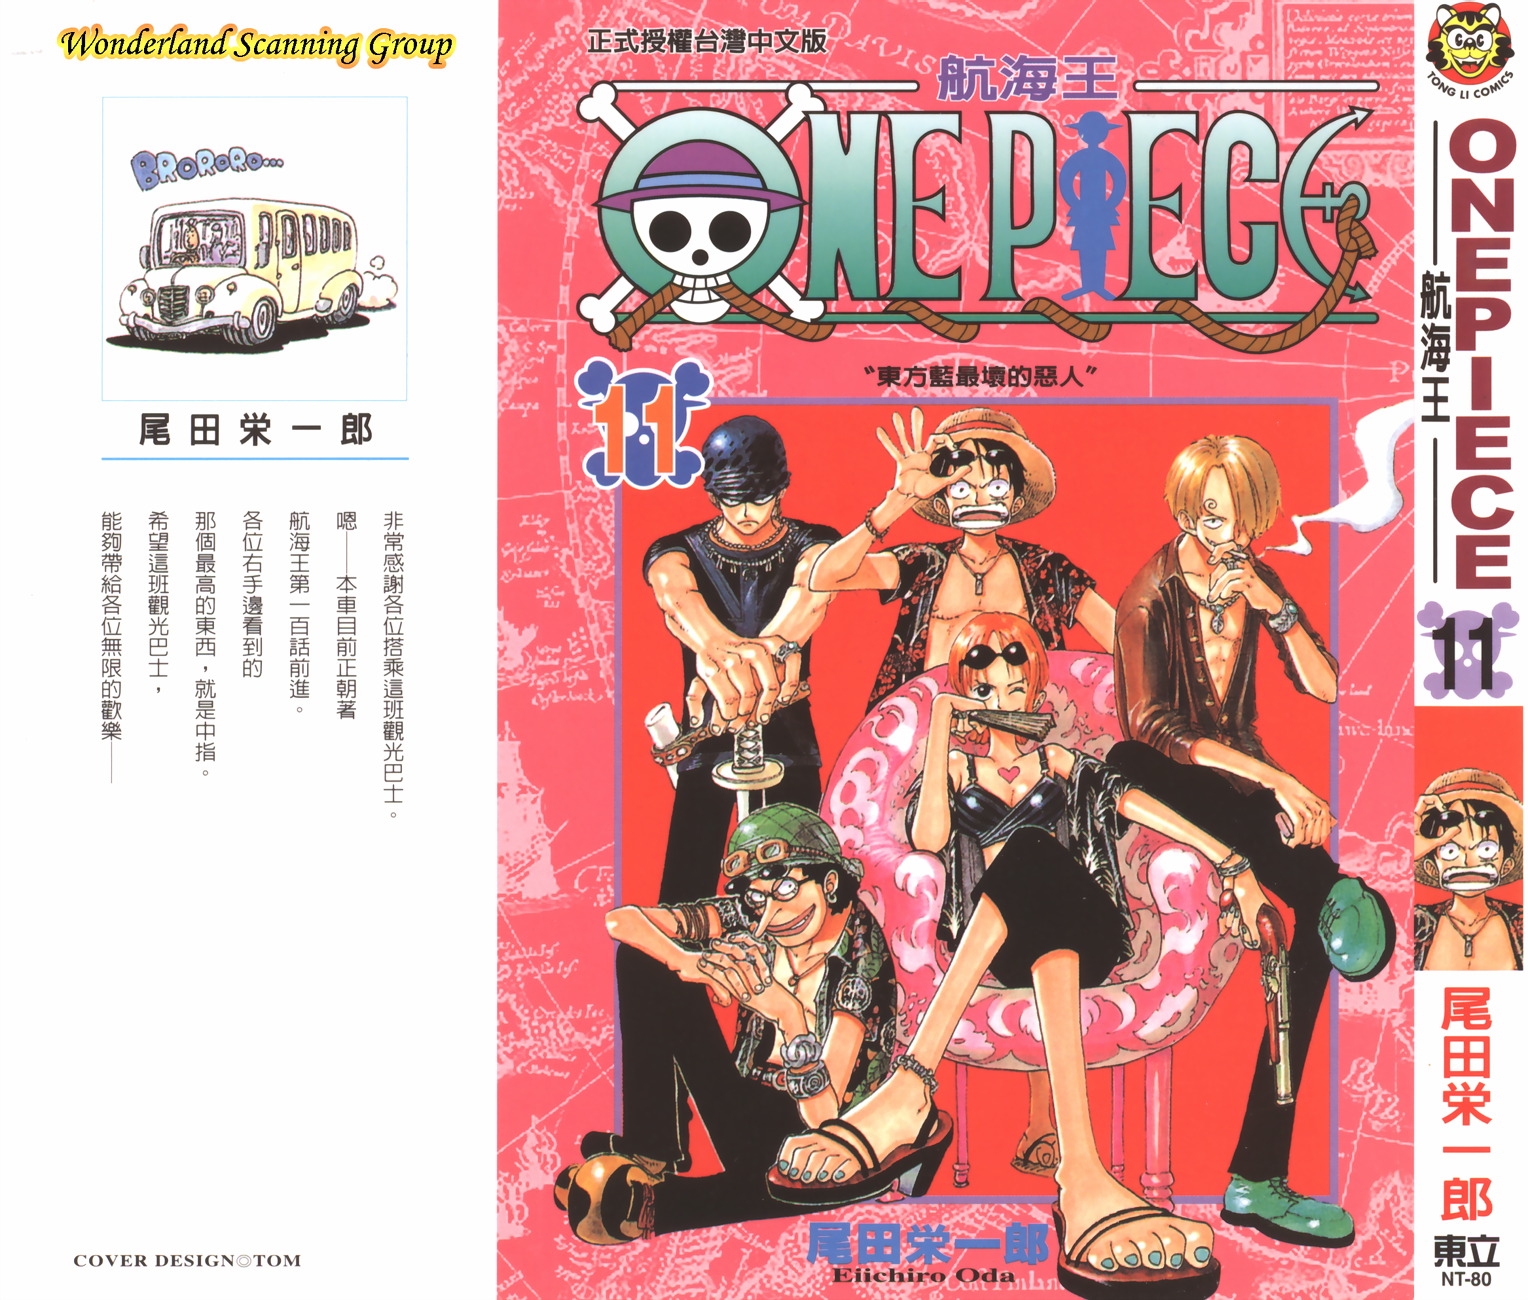 Wonderland Scanning Group
BRORORO...
尾田栄一郎
非常感謝各位搭乘這班觀光巴士。
嗯——本車目前正朝著
航海王第一百話前進。
各位右手邊看到的
那個最高的東西，就是中指。
希望這班觀光巴士，
能夠帶給各位無限的歡樂——
COVER DESIGN◎TOM
正式授權台灣中文版
航海王
ONE PIECE
11
〝東方藍最壞的惡人〞
尾田栄一郎
Eiichiro Oda
TONG LI COMICS
ONE PIECE
航海王
11
尾田栄一郎
東立
NT-80